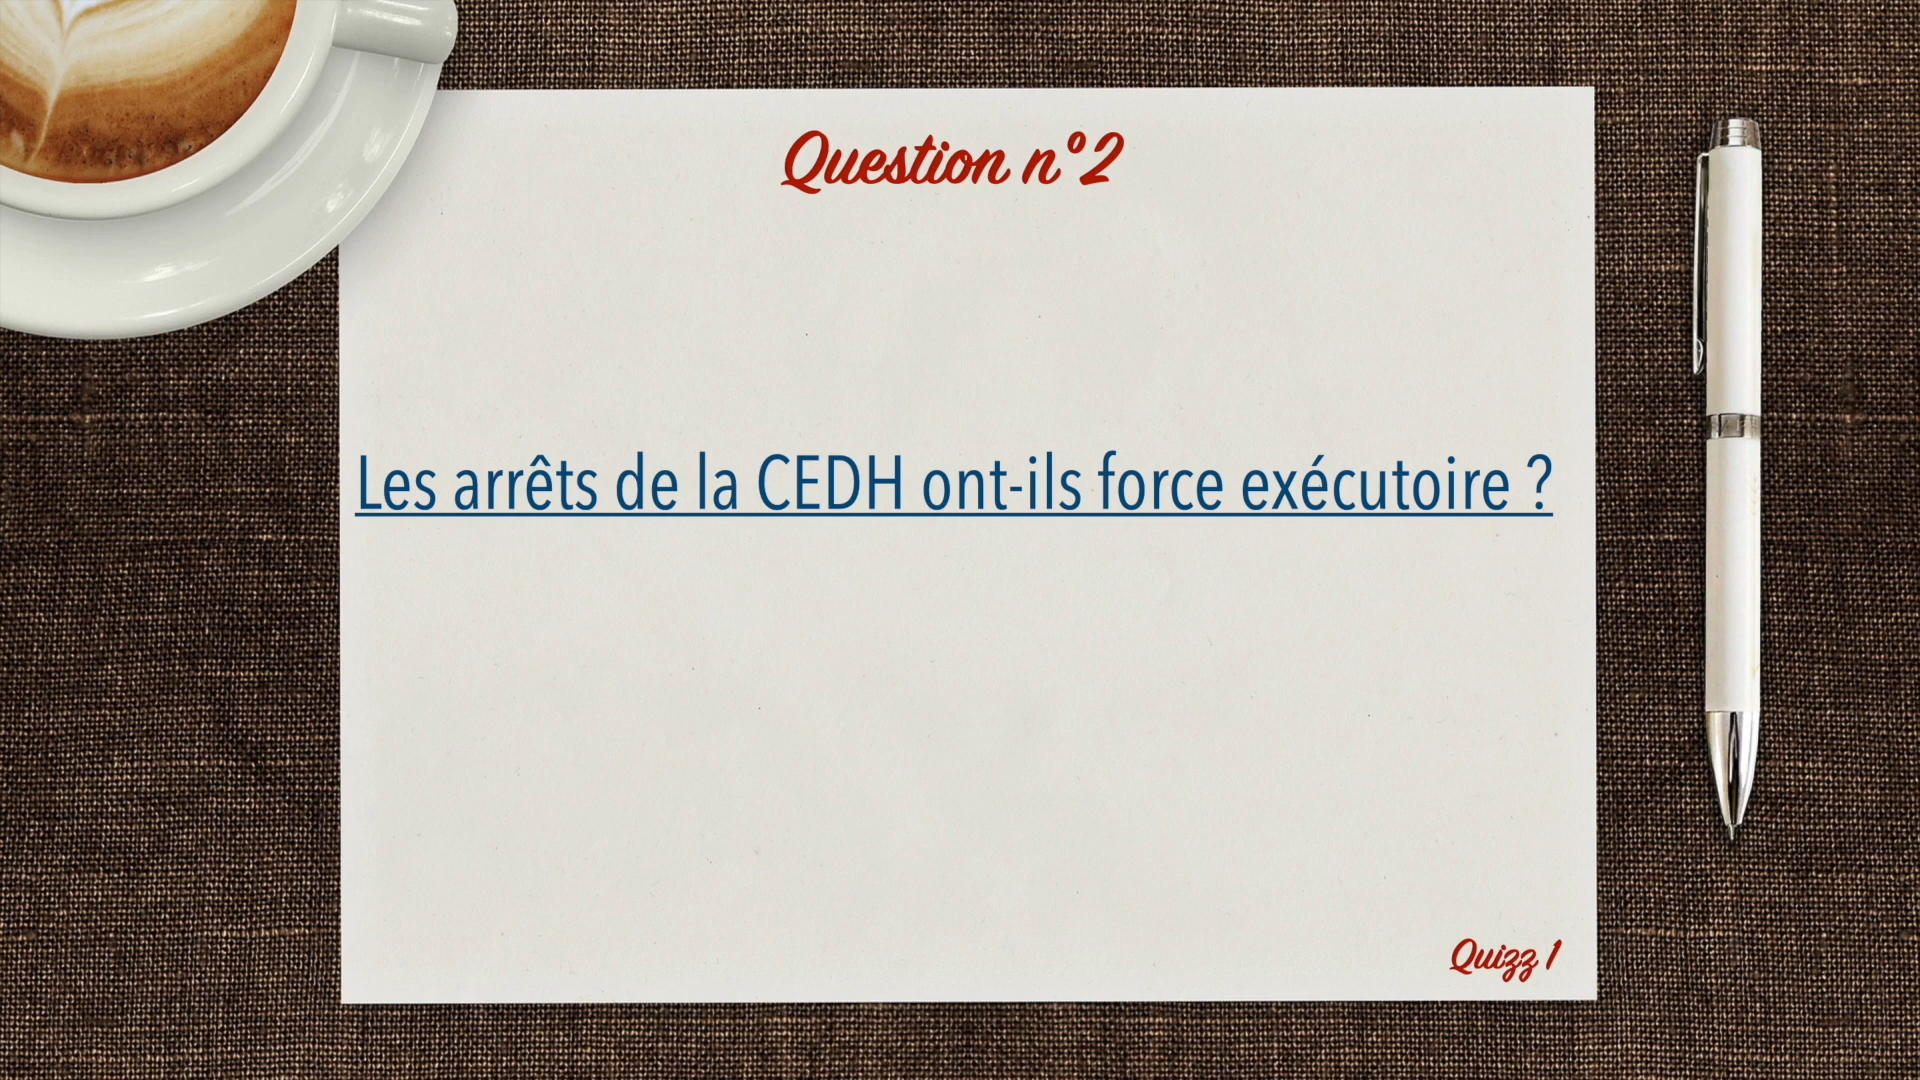 Question n°2
Les arrêts de la CEDH ont-ils force exécutoire ?
Quizz 1